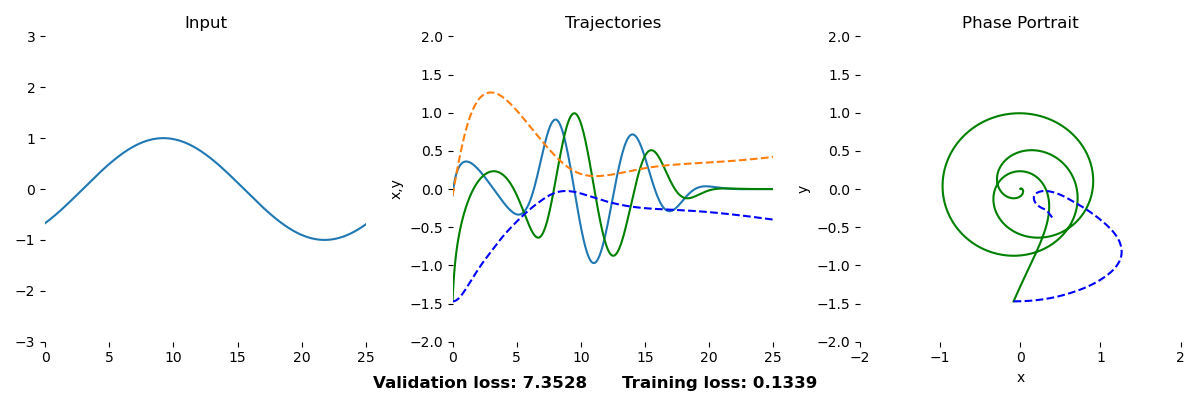 Input
3
2
1
0
−1
−2
−3
0 5 10 15 20 25
Trajectories
x,y
2.0
1.5
1.0
0.5
0.0
−0.5
−1.0
−1.5
−2.0
0 5 10 15 20 25
Phase Portrait
y
2.0
1.5
1.0
0.5
0.0
−0.5
−1.0
−1.5
−2.0
−2 −1 0 1 2
x
Validation loss: 7.3528 Training loss: 0.1339